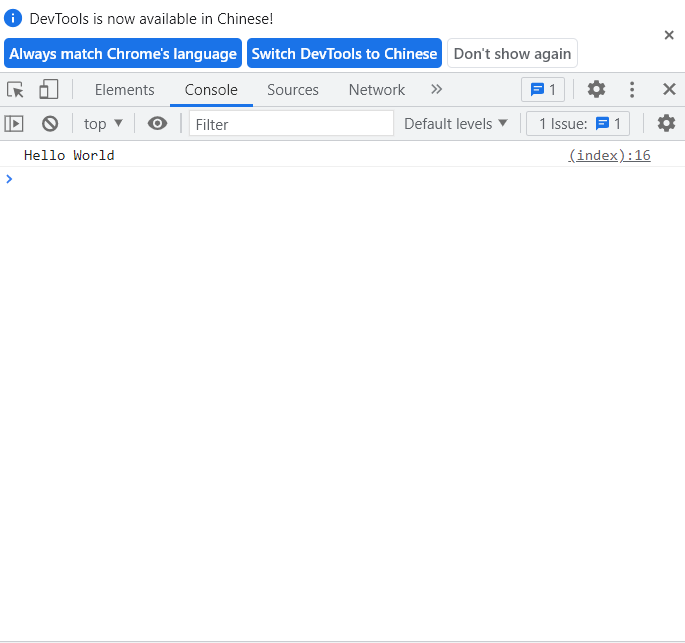 DevTools is now available in Chinese!
Always match Chrome's language Switch DevTools to Chinese Don't show again
Elements Console Sources Network 1
top Filter Default levels 1 Issue: 1
Hello World (index):16